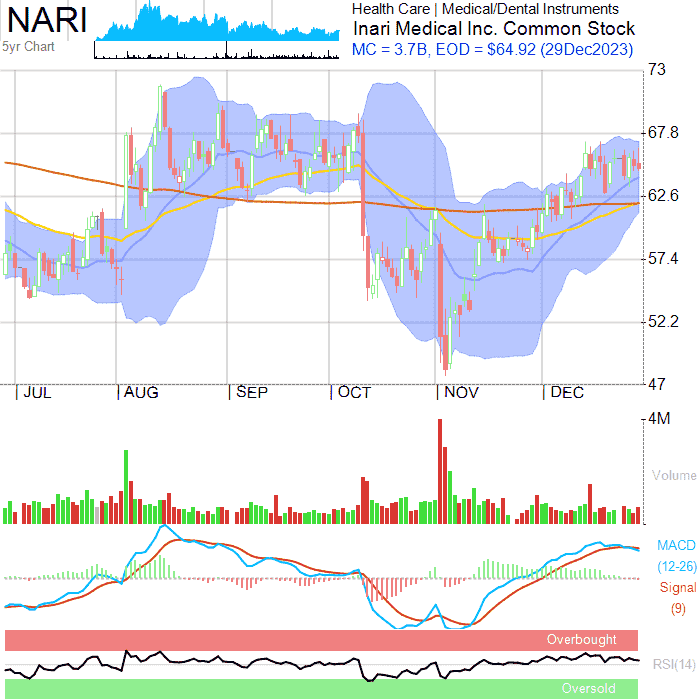 NARI
5yr Chart
Health Care | Medical/Dental Instruments
Inari Medical Inc. Common Stock
MC = 3.7B, EOD = $64.92 (29Dec2023)
73
67.8
62.6
57.4
52.2
47
JUL AUG SEP OCT NOV DEC
4M
Volume
MACD
(12-26)
Signal
(9)
Overbought
RSI(14)
Oversold